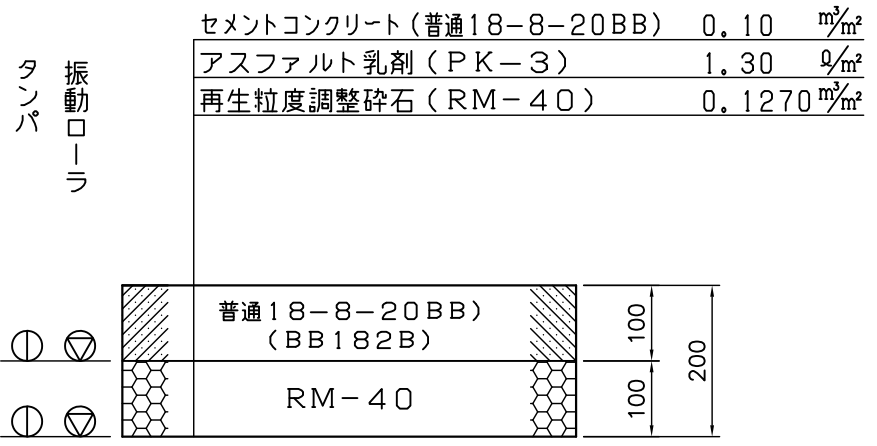 セメントコンクリート（普通18−8−20BB） 0．10 m³/m²
アスファルト乳剤（PK−3） 1．30 ℓ/m²
再生粒度調整砕石（RM−40） 0．1270 m³/m²
タンパ
振動ローラ
普通18−8−20BB）
（BB182B）
RM−40
100
100
200